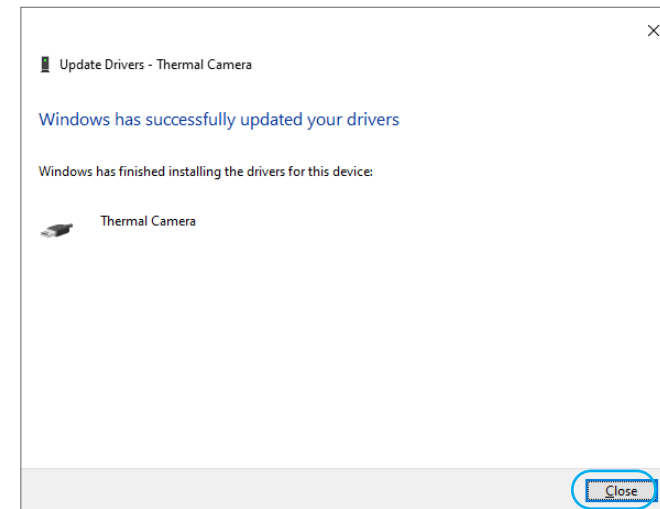 Update Drivers - Thermal Camera
Windows has successfully updated your drivers
Windows has finished installing the drivers for this device:
Thermal Camera
Close